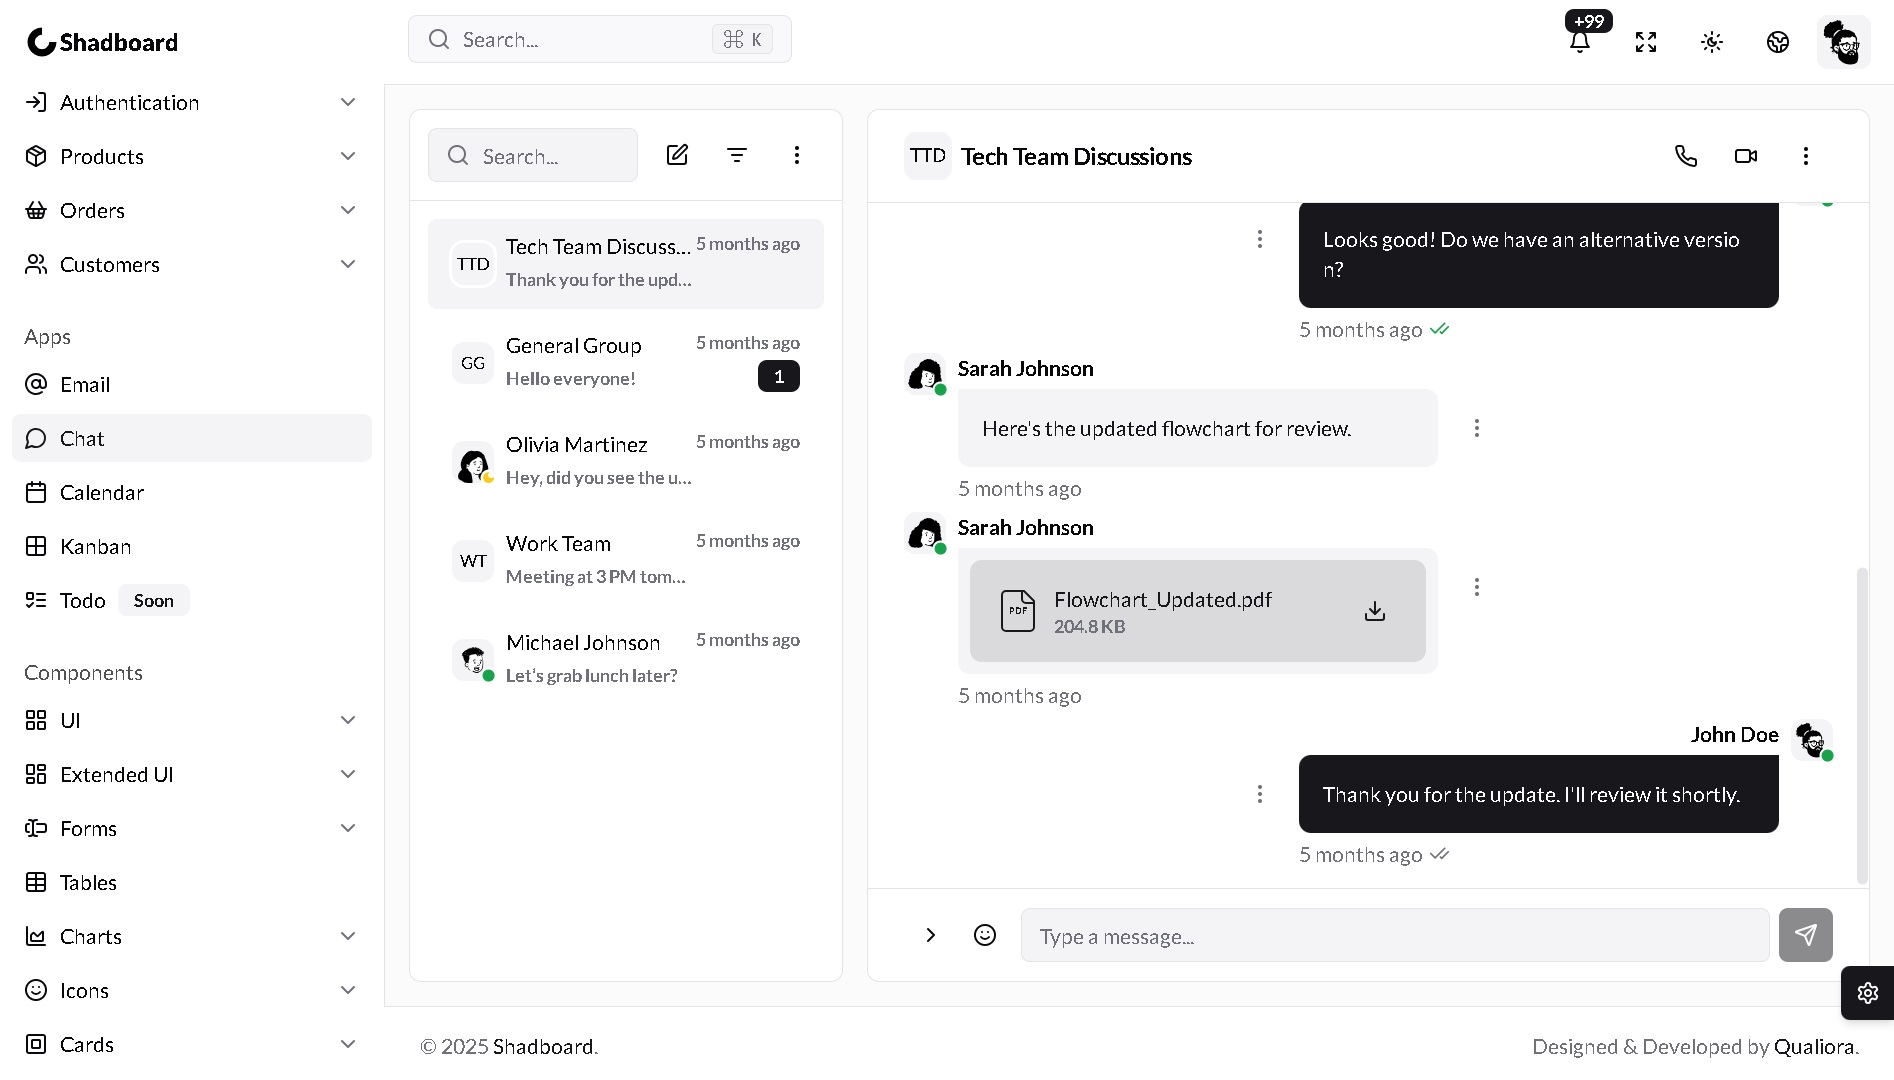 Shadboard
Search...
⌘ K
+99
Authentication
Products
Orders
Customers
Apps
Email
Chat
Calendar
Kanban
Todo
Soon
Components
UI
Extended UI
Forms
Tables
Charts
Icons
Cards
Search...
TTD
Tech Team Discuss...
5 months ago
Thank you for the upd...
GG
General Group
5 months ago
Hello everyone!
1
Olivia Martinez
5 months ago
Hey, did you see the u...
WT
Work Team
5 months ago
Meeting at 3 PM tom...
Michael Johnson
5 months ago
Let's grab lunch later?
TTD
Tech Team Discussions
Looks good! Do we have an alternative versio
n?
5 months ago
Sarah Johnson
Here's the updated flowchart for review.
5 months ago
Sarah Johnson
PDF
Flowchart_Updated.pdf
204.8 KB
5 months ago
John Doe
Thank you for the update. I'll review it shortly.
5 months ago
Type a message...
© 2025 Shadboard.
Designed & Developed by Qualiora.